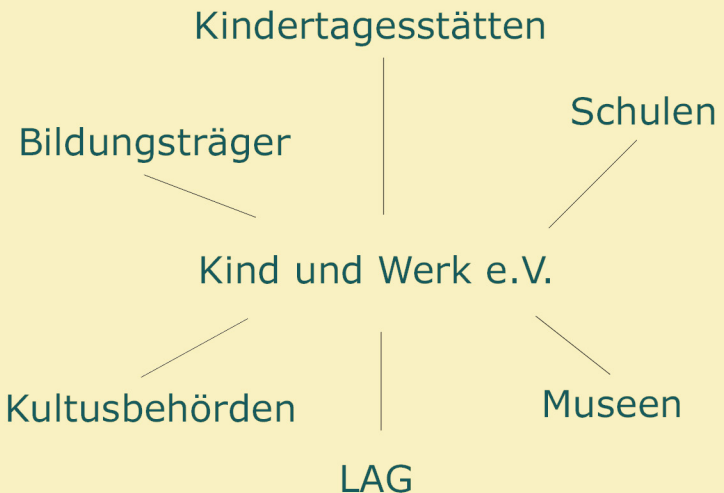 Kindertagesstätten
Schulen
Bildungsträger
Kind und Werk e.V.
Kultusbehörden
Museen
LAG